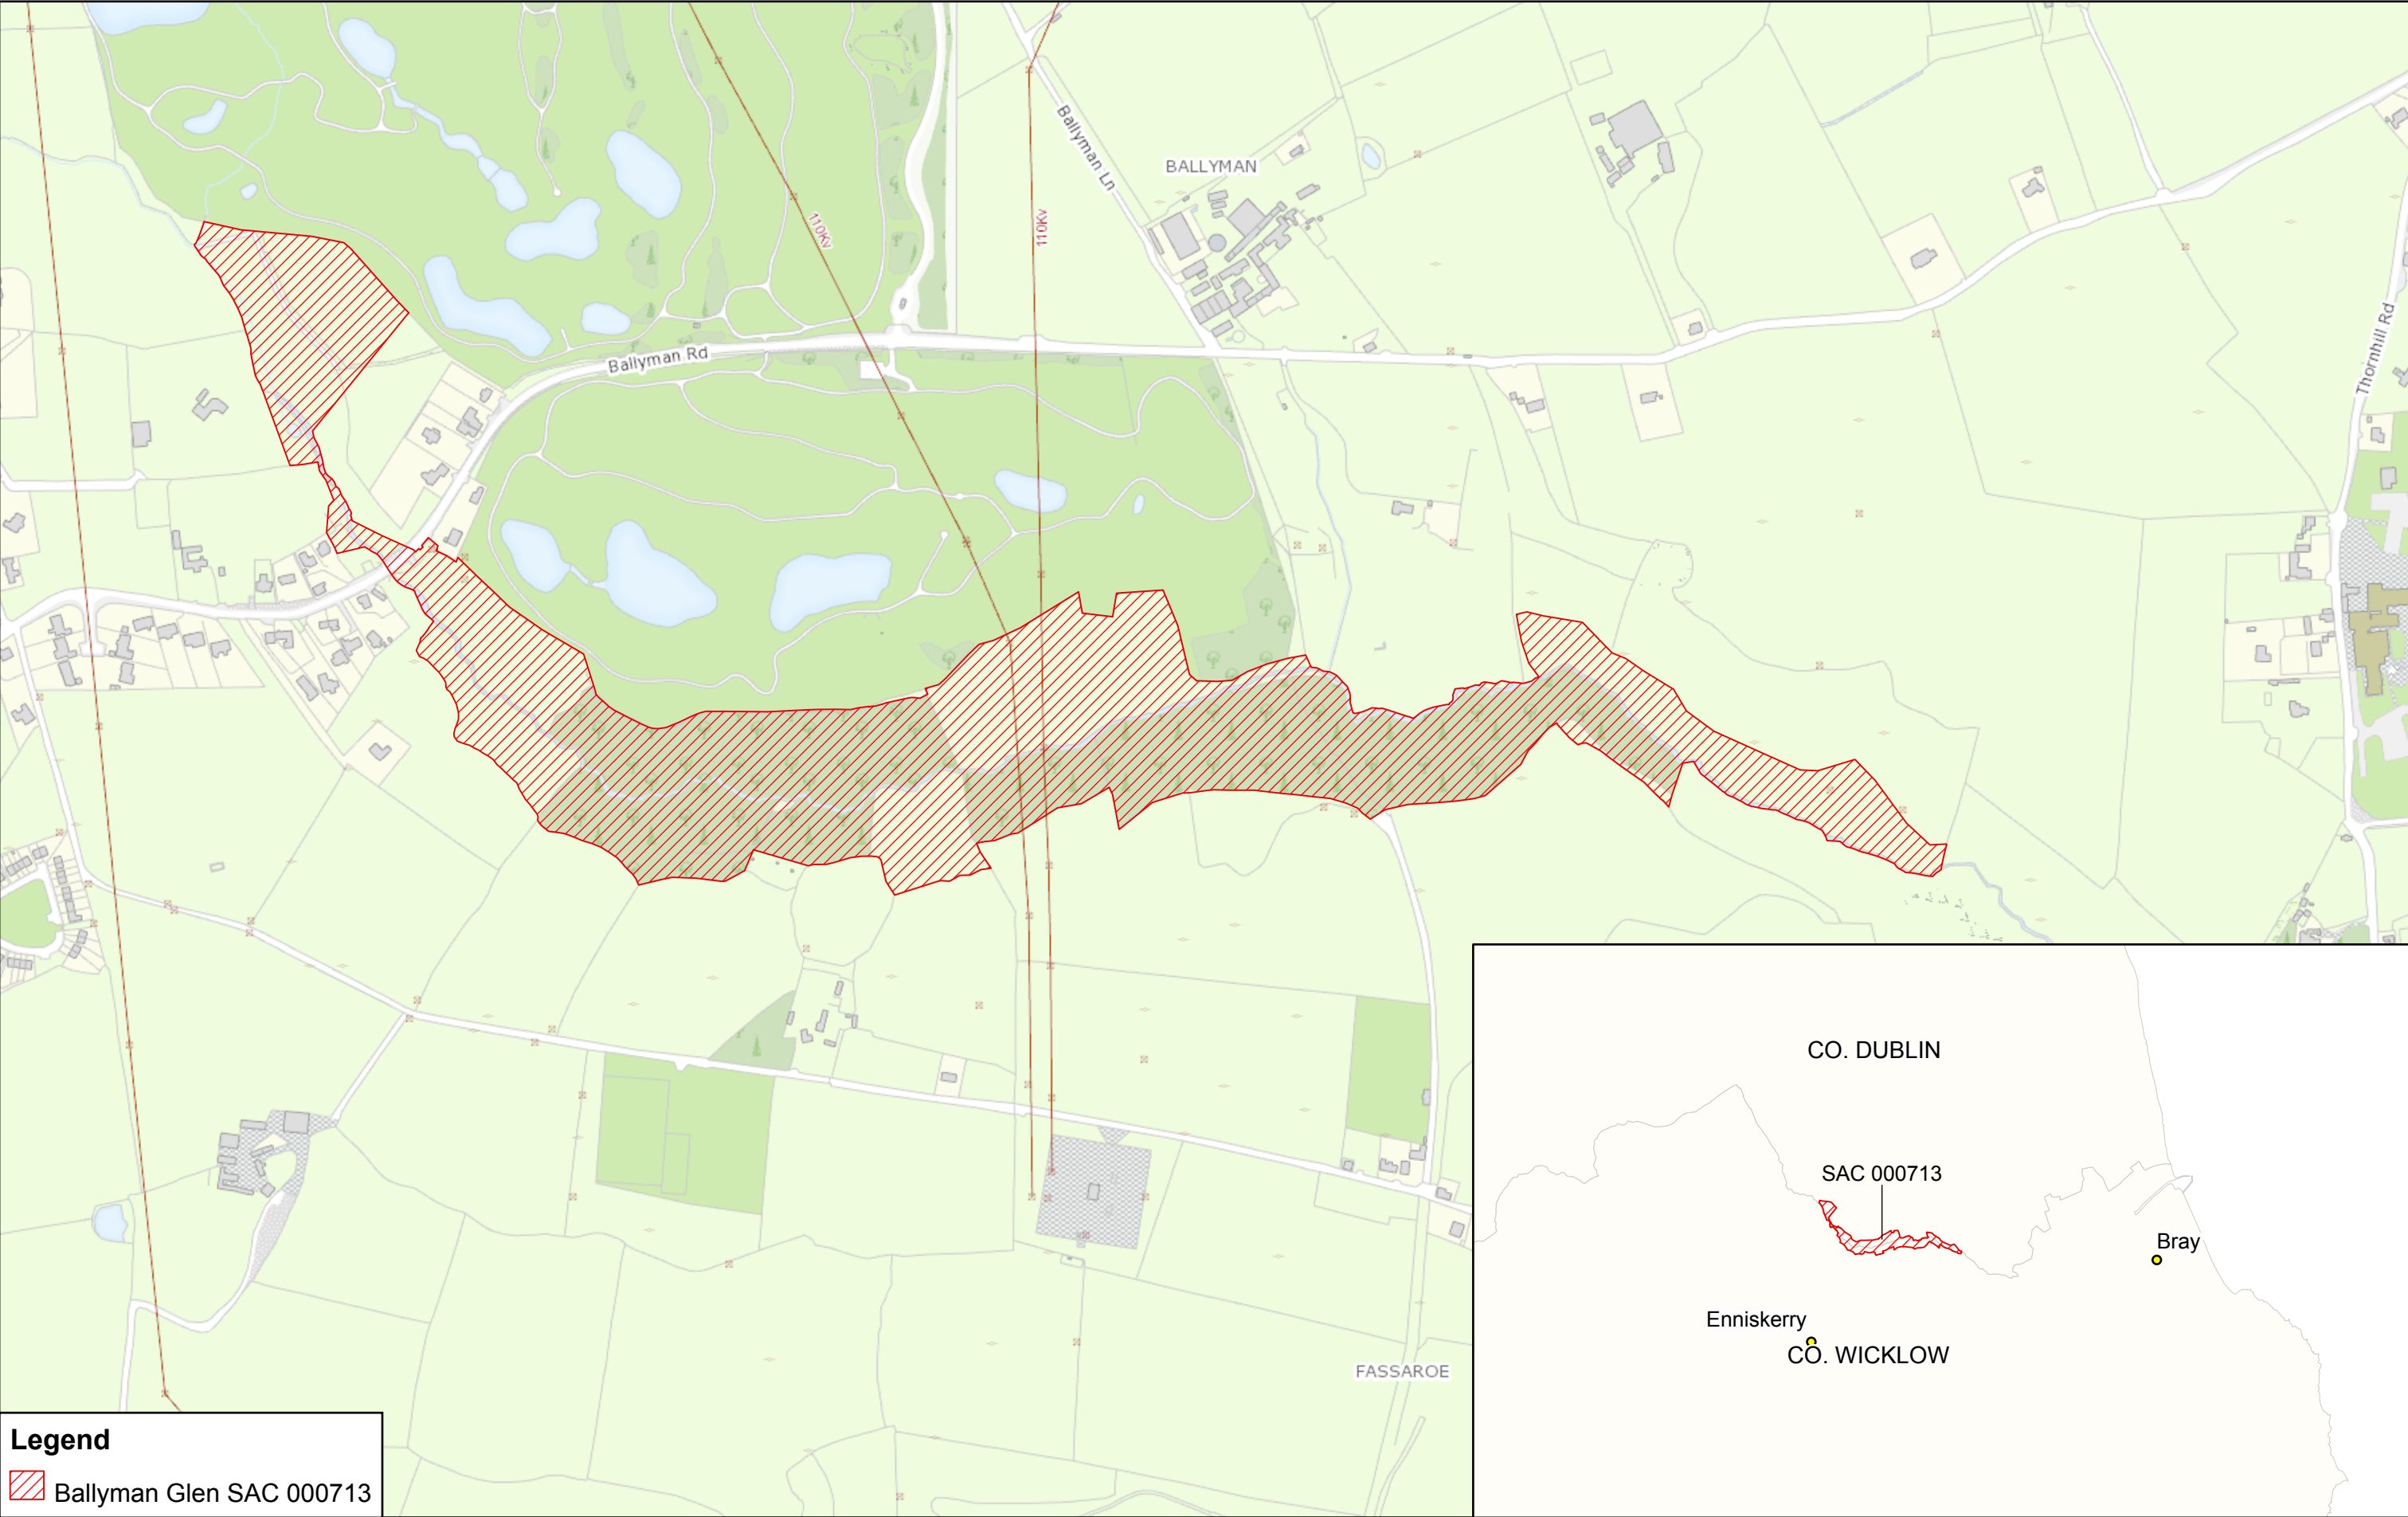 Ballyman Ln
BALLYMAN
110Kv
110Kv
Ballyman Rd
Thornhill Rd
CO. DUBLIN
SAC 000713
Bray
Enniskerry
CO. WICKLOW
FASSAROE
Legend
Ballyman Glen SAC 000713